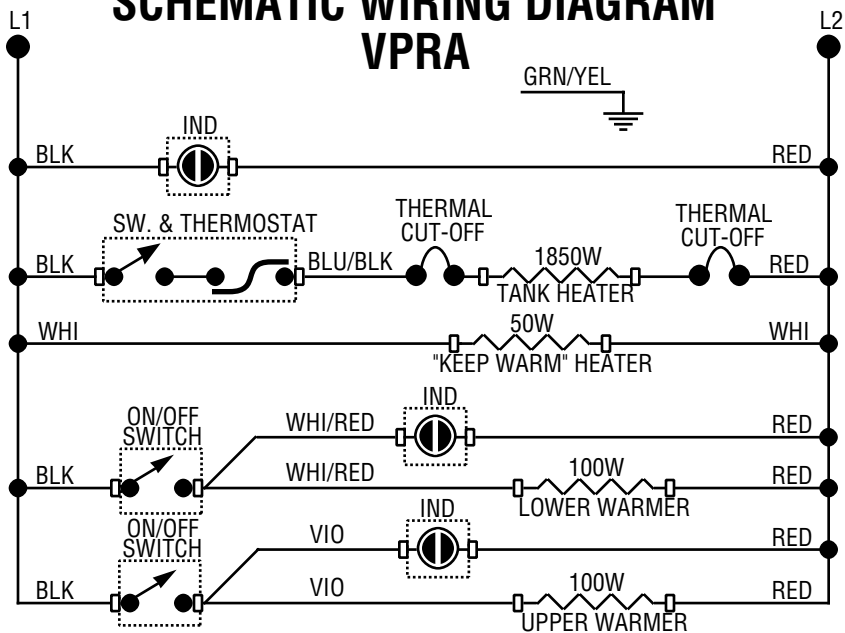 SCHEMATIC WIRING DIAGRAM
L1
L2
VPRA
GRN/YEL
IND
BLK
RED
SW. & THERMOSTAT
THERMAL
CUT-OFF
THERMAL
CUT-OFF
BLK
BLU/BLK
1850W
RED
TANK HEATER
WHI
50W
WHI
"KEEP WARM" HEATER
IND
ON/OFF
SWITCH
WHI/RED
RED
BLK
WHI/RED
100W
RED
LOWER WARMER
IND
ON/OFF
SWITCH
VIO
RED
BLK
VIO
100W
RED
UPPER WARMER